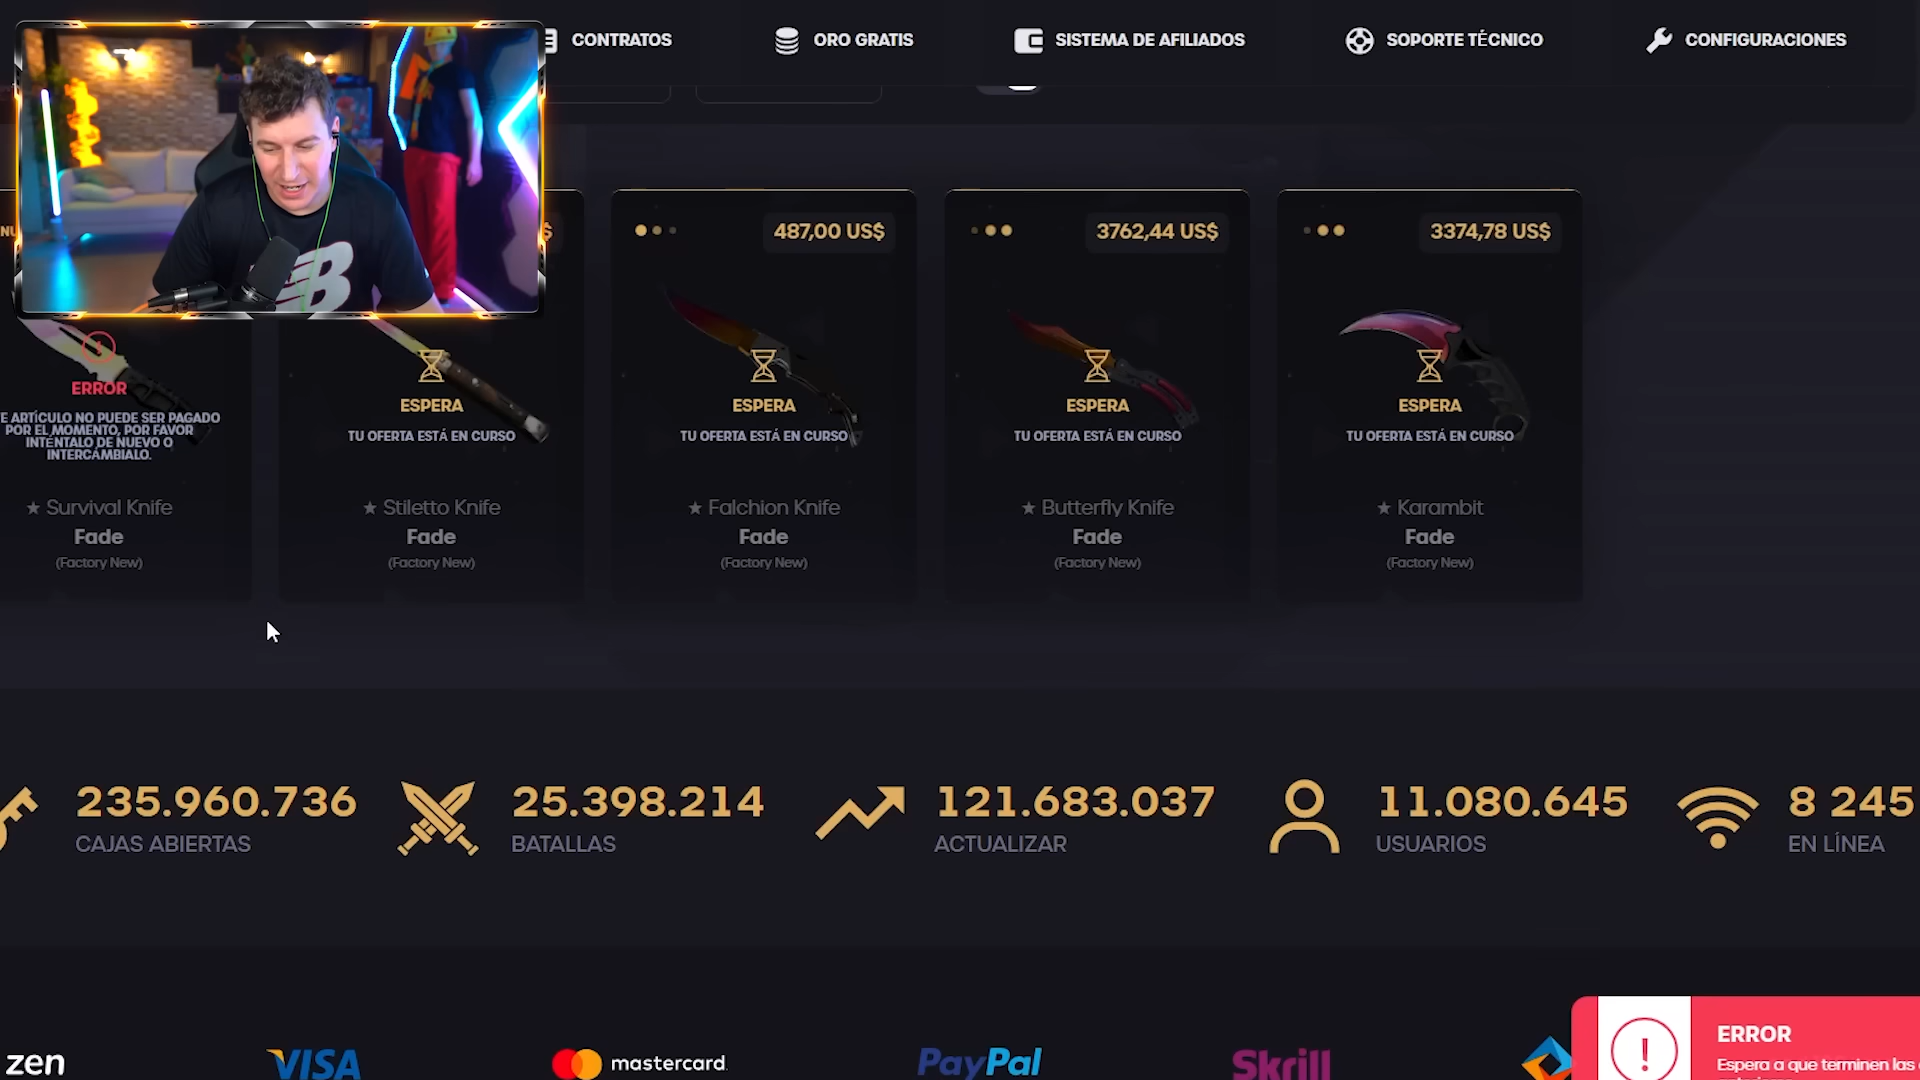 CONTRATOS
ORO GRATIS
SISTEMA DE AFILIADOS
SOPORTE TÉCNICO
CONFIGURACIONES
$
487,00 US$
3762,44 US$
3374,78 US$
ERROR
ARTÍCULO NO PUEDE SER PAGADO
POR EL MOMENTO, POR FAVOR
INTÉNTALO DE NUEVO O
INTERCÁMBIALO.
★ Survival Knife
Fade
(Factory New)
ESPERA
TU OFERTA ESTÁ EN CURSO
★ Stiletto Knife
Fade
(Factory New)
ESPERA
TU OFERTA ESTÁ EN CURSO
★ Falchion Knife
Fade
(Factory New)
ESPERA
TU OFERTA ESTÁ EN CURSO
★ Butterfly Knife
Fade
(Factory New)
ESPERA
TU OFERTA ESTÁ EN CURSO
★ Karambit
Fade
(Factory New)
235.960.736
CAJAS ABIERTAS
25.398.214
BATALLAS
121.683.037
ACTUALIZAR
11.080.645
USUARIOS
8 245
EN LÍNEA
zen
VISA
mastercard.
PayPal
Skrill
ERROR
Espera a que terminen las